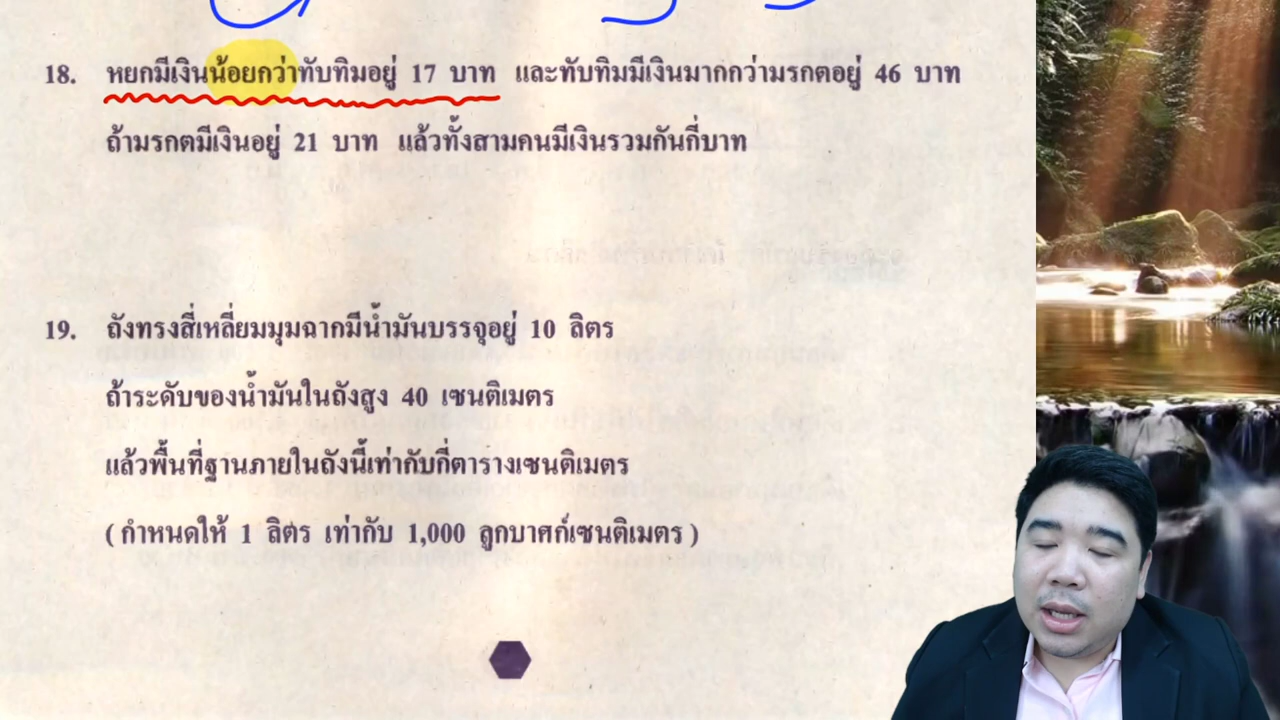 18. หยกมีเงินน้อยกว่าทับทิมอยู่ 17 บาท และทับทิมมีเงินมากกว่ามรกตอยู่ 46 บาท
ถ้ามรกตมีเงินอยู่ 21 บาท แล้วทั้งสามคนมีเงินรวมกันกี่บาท
19. ถังทรงสี่เหลี่ยมมุมฉากมีน้ำมันบรรจุอยู่ 10 ลิตร
ถ้าระดับของน้ำมันในถังสูง 40 เซนติเมตร
แล้วพื้นที่ฐานภายในถังนี้เท่ากับกี่ตารางเซนติเมตร
(กำหนดให้ 1 ลิตร เท่ากับ 1,000 ลูกบาศก์เซนติเมตร)